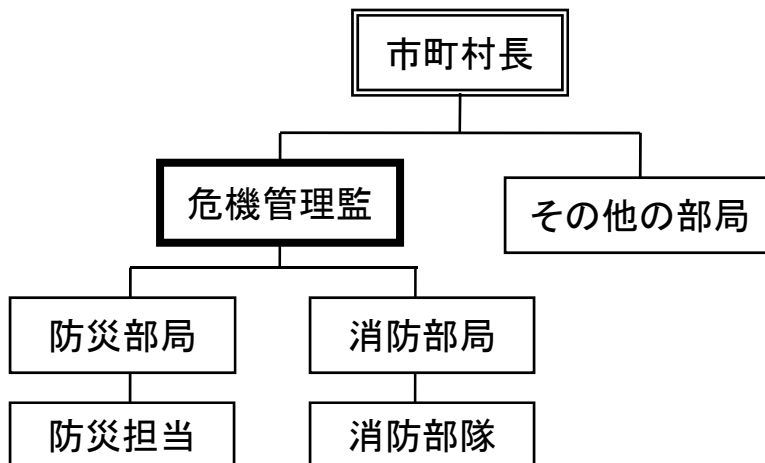 市町村長
危機管理監
その他の部局
防災部局
消防部局
防災担当
消防部隊